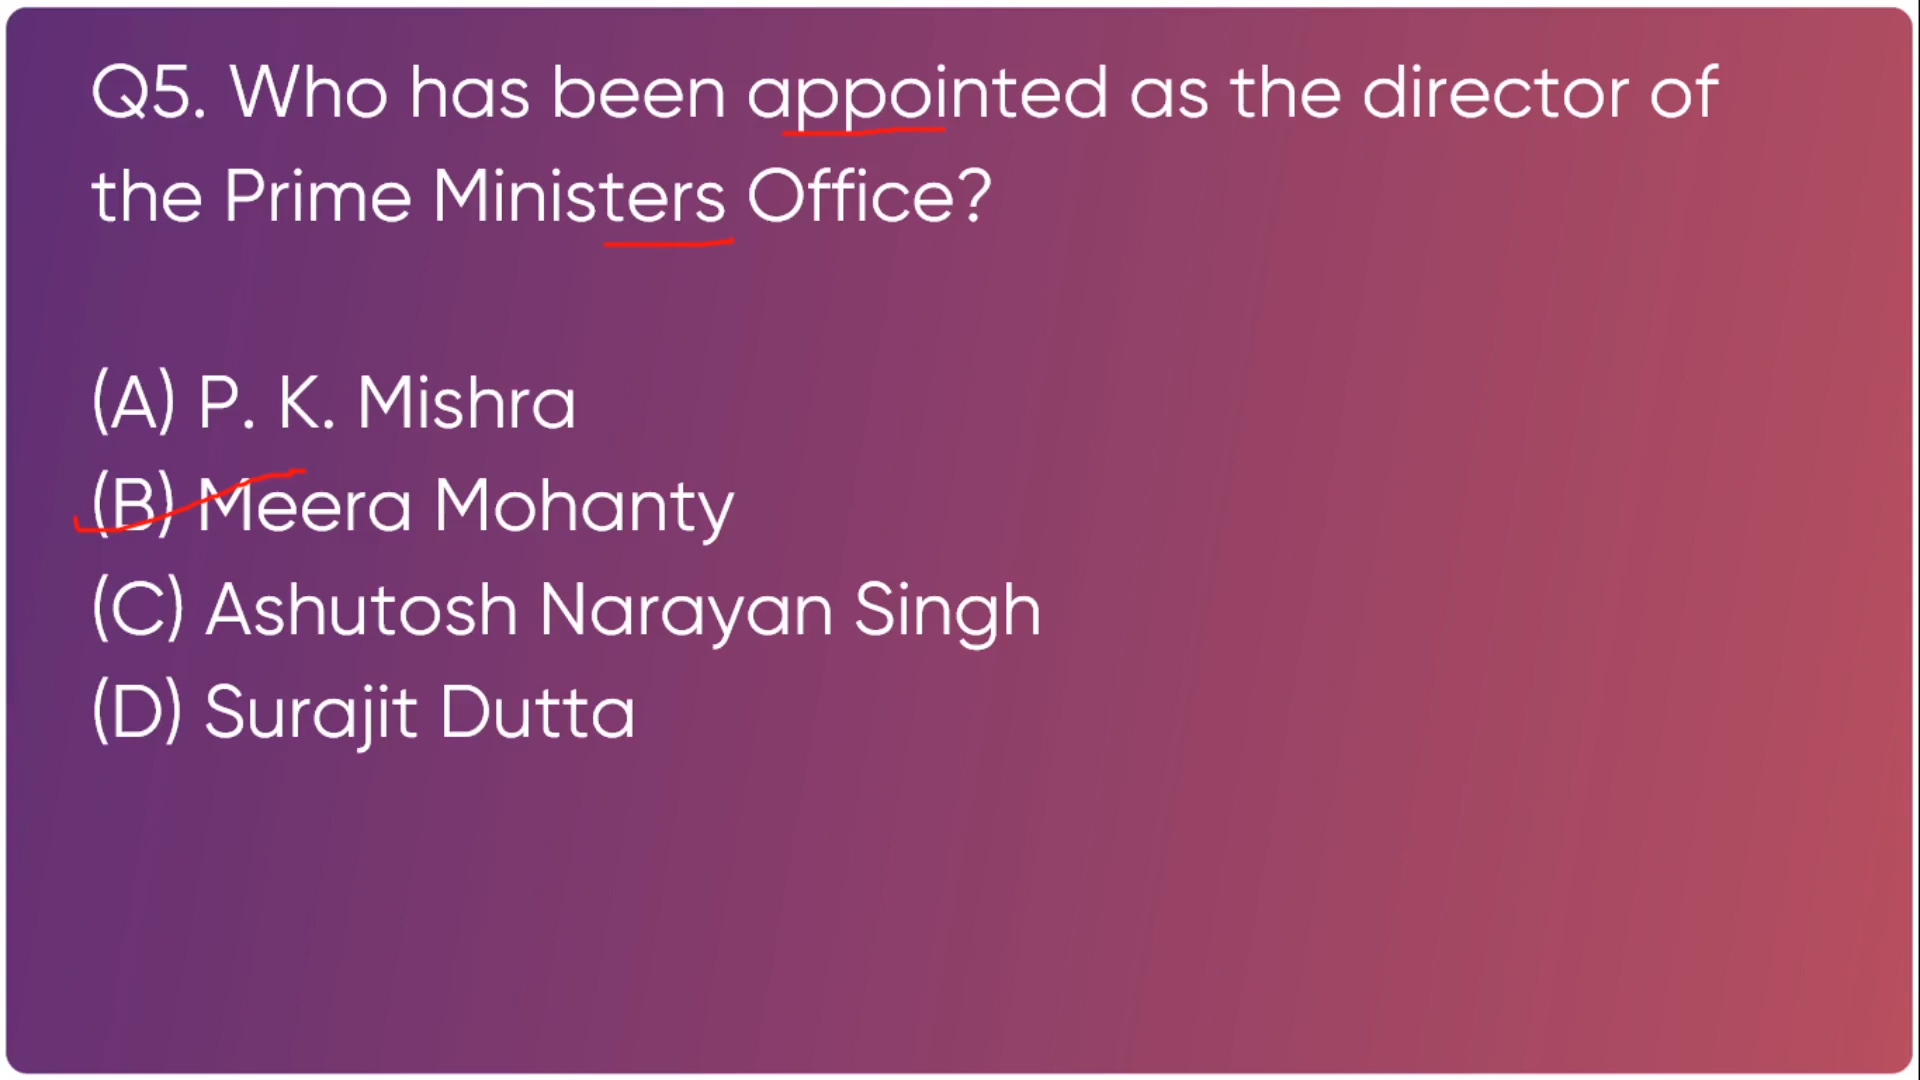 Q5. Who has been appointed as the director of
the Prime Ministers Office?
(A) P. K. Mishra
(B) Meera Mohanty
(C) Ashutosh Narayan Singh
(D) Surajit Dutta